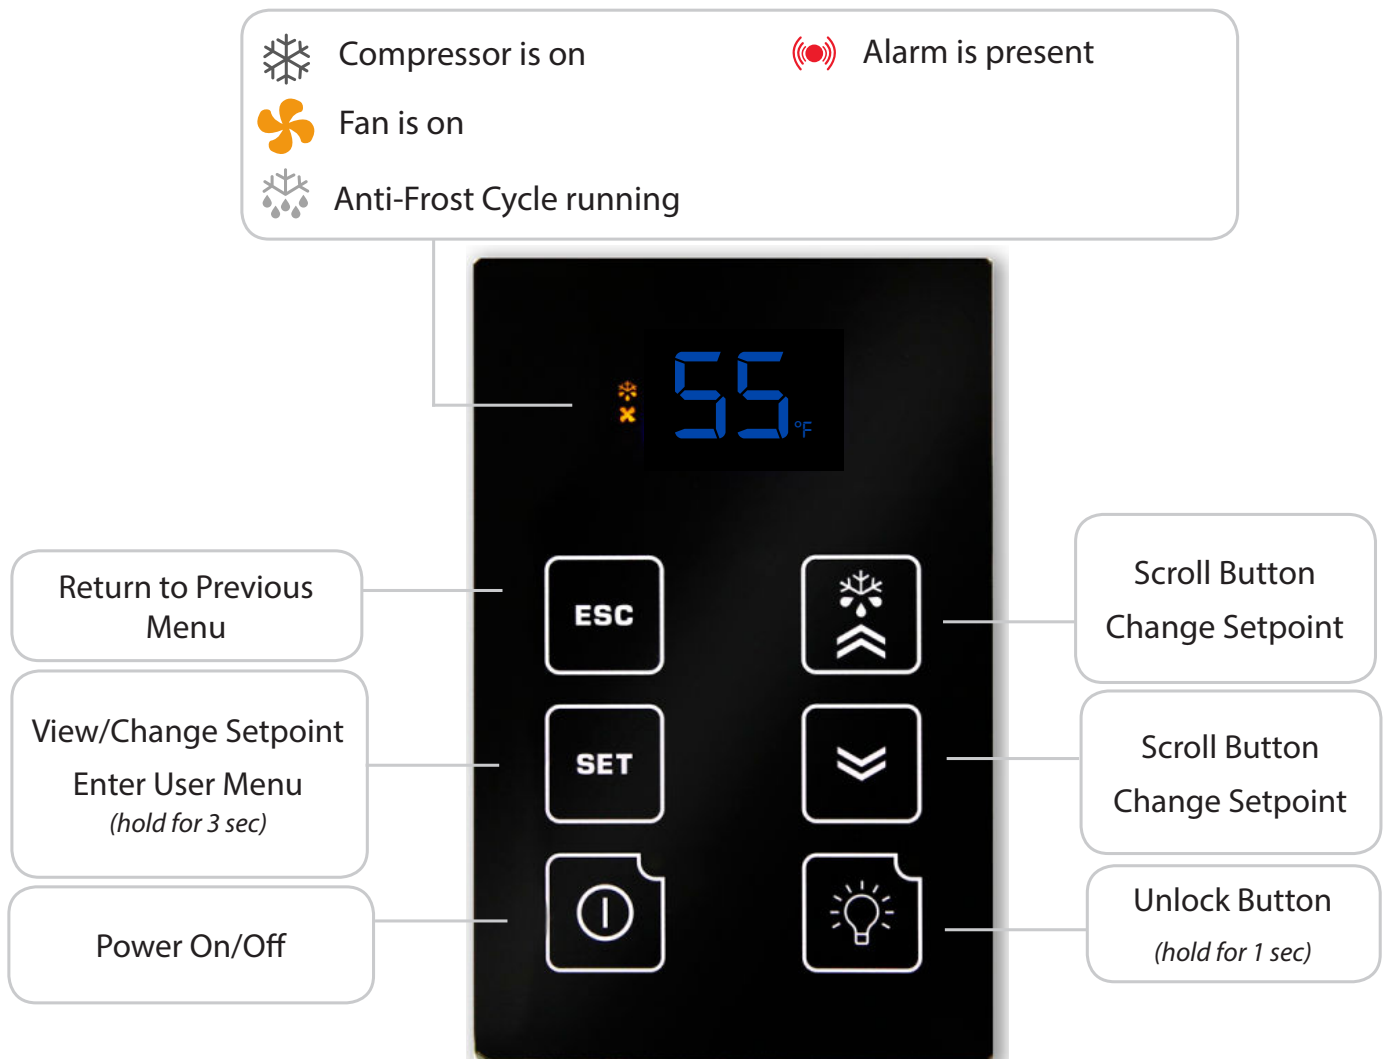 Compressor is on
Alarm is present
Fan is on
Anti-Frost Cycle running
55 °F
Return to Previous
Menu
ESC
Scroll Button
Change Setpoint
View/Change Setpoint
Enter User Menu
(hold for 3 sec)
SET
Scroll Button
Change Setpoint
Power On/Off
Unlock Button
(hold for 1 sec)